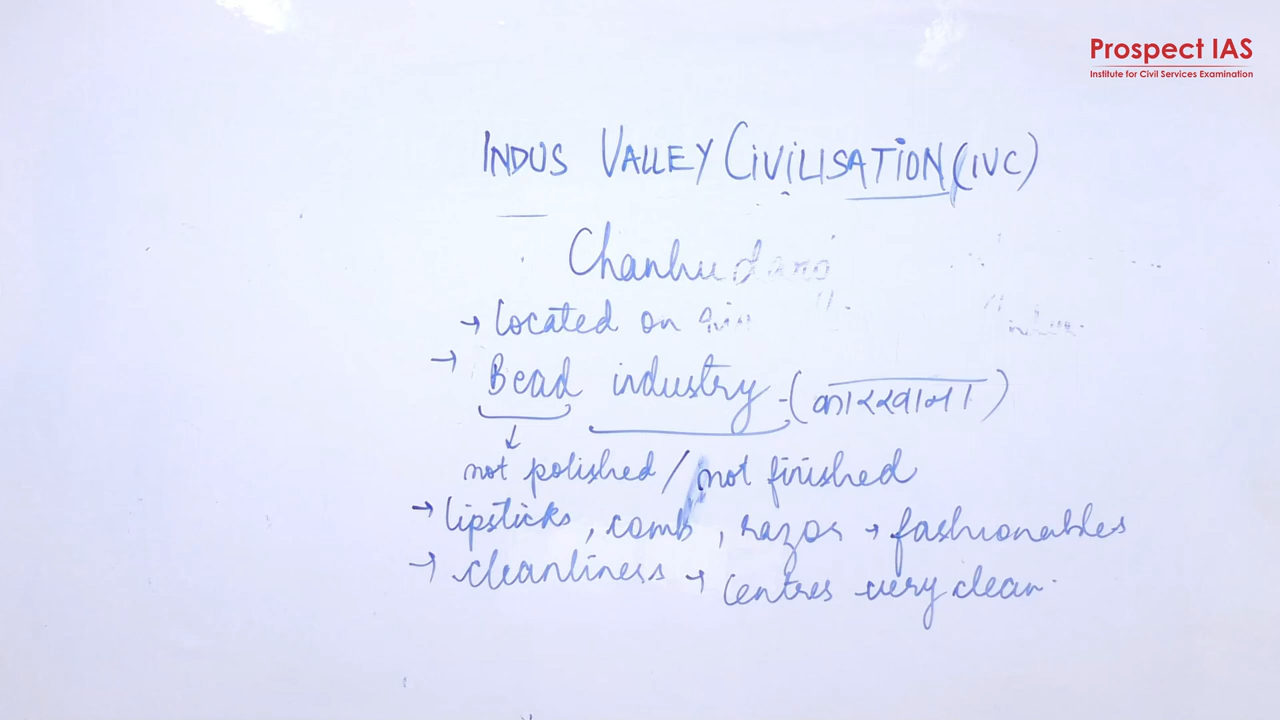 Prospect IAS
Institute for Civil Services Examination
INDUS VALLEY CIVILISATION (IVC)
Chanhudaro
→ Located on
→ Bead industry - (कारखाना)
↓
not polished / not finished
→ lipsticks, comb, razor → fashionables
→ cleanliness → Centres very clean.